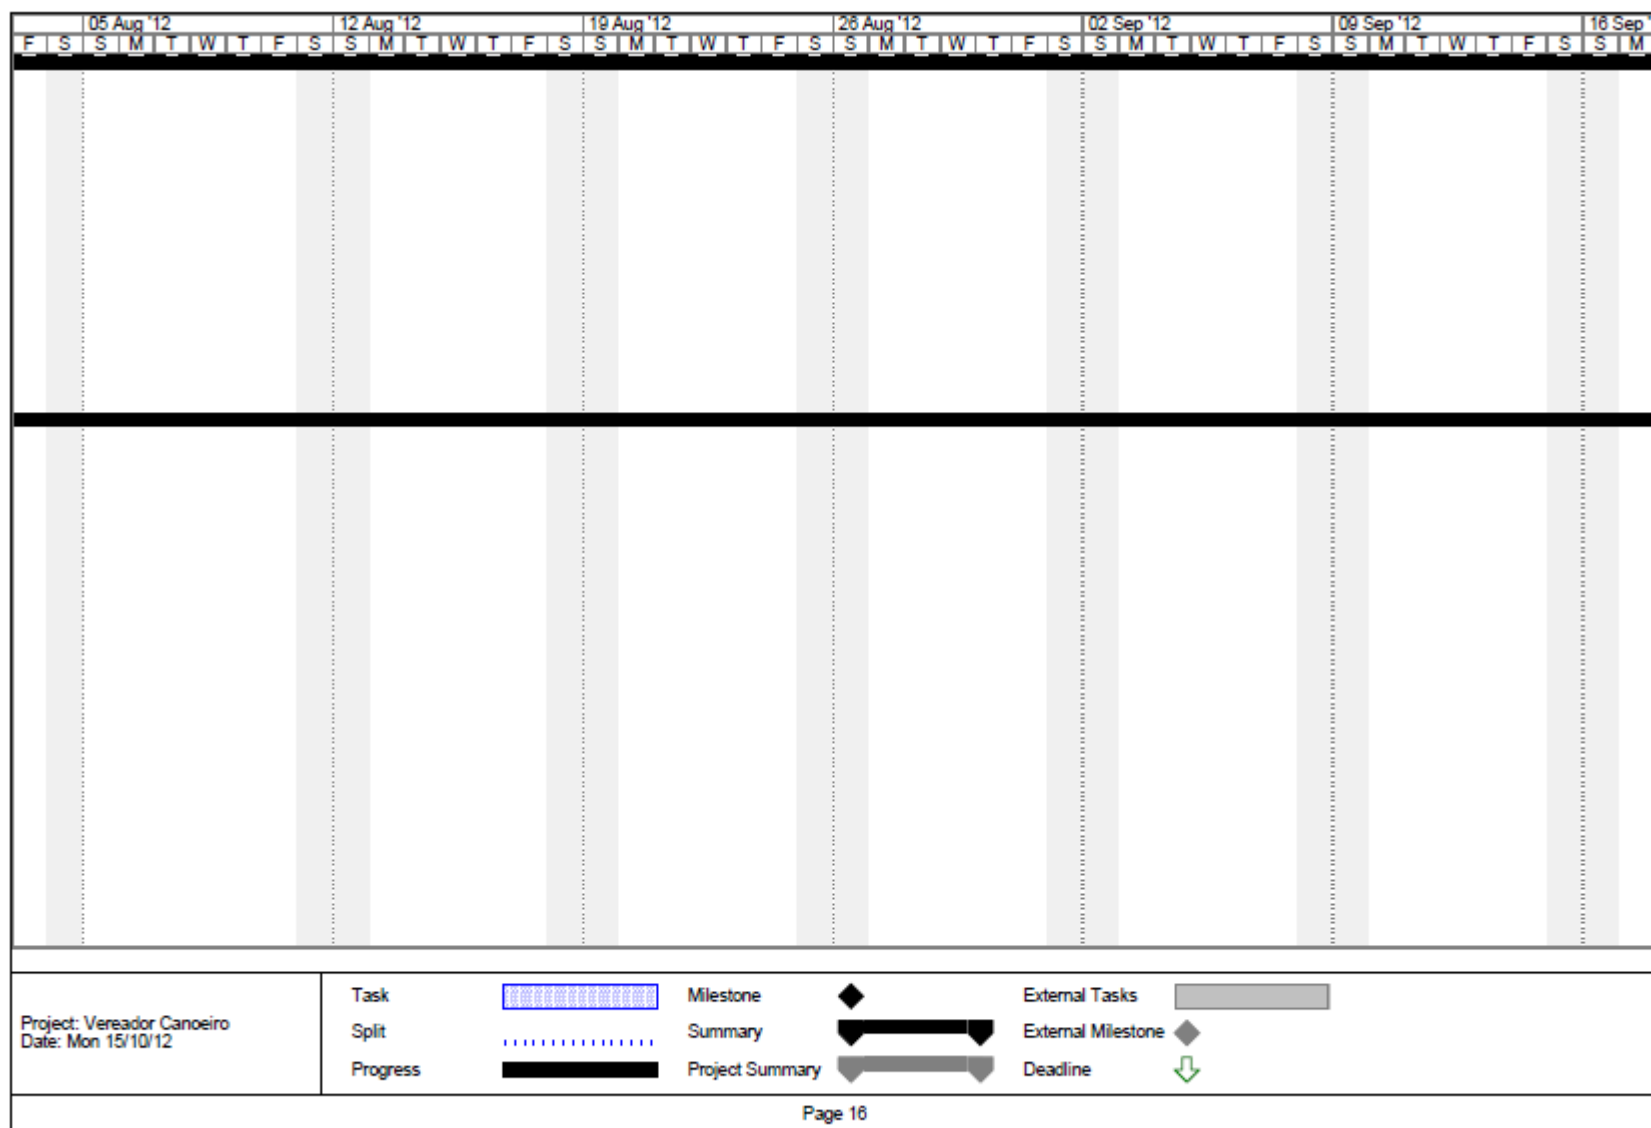 05 Aug '12 12 Aug '12 19 Aug '12 26 Aug '12 02 Sep '12 09 Sep '12 16 Sep '
F S S M T W T F S S M T W T F S S M T W T F S S M T W T F S S M T W T F S S M T W T F S S M
Task Milestone External Tasks
Project: Vereador Canoeiro
Date: Mon 15/10/12
Split Summary External Milestone
Progress Project Summary Deadline
Page 16